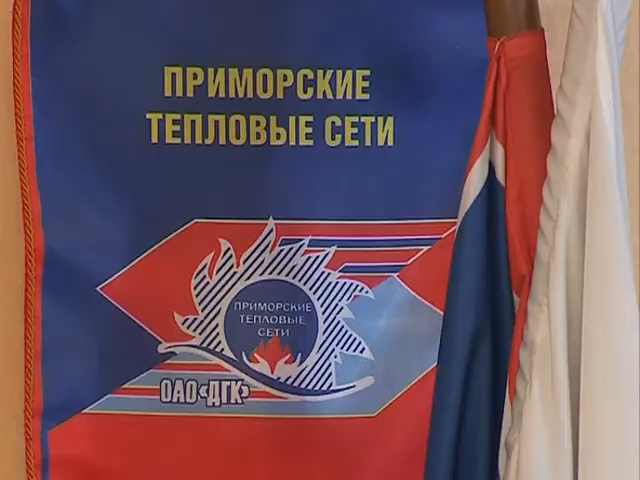 ПРИМОРСКИЕ
ТЕПЛОВЫЕ СЕТИ
ПРИМОРСКИЕ
ТЕПЛОВЫЕ
СЕТИ
ОАО«ДГК»